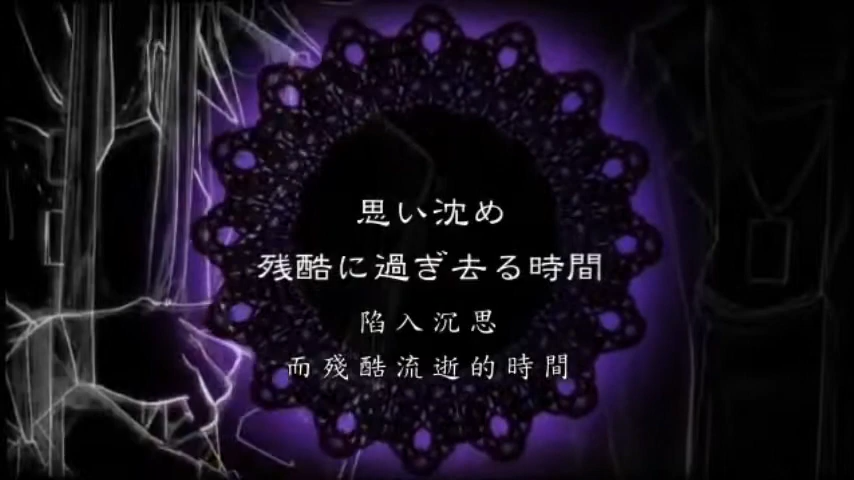 思い沈め
残酷に過ぎ去る時間
陷入沉思
而殘酷流逝的時間